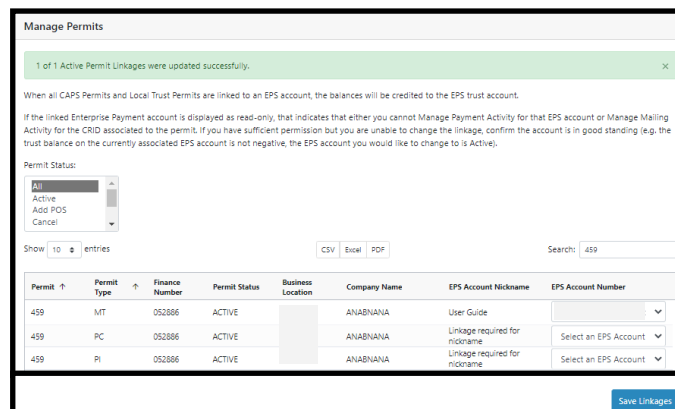 Manage Permits
1 of 1 Active Permit Linkages were updated successfully. ×
When all CAPS Permits and Local Trust Permits are linked to an EPS account, the balances will be credited to the EPS trust account.
If the linked Enterprise Payment account is displayed as read-only, that indicates that either you cannot Manage Payment Activity for that EPS account or Manage Mailing
Activity for the CRID associated to the permit. If you have sufficient permission but you are unable to change the linkage, confirm the account is in good standing (e.g. the
trust balance on the currently associated EPS account is not negative, the EPS account you would like to change to is Active).
Permit Status:
All
Active
Add POS
Cancel
Show 10 entries CSV Excel PDF Search: 459
Permit ↑ Permit Type ↑ Finance Number Permit Status Business Location Company Name EPS Account Nickname EPS Account Number
459 MT 052886 ACTIVE ANABNANA User Guide
459 PC 052886 ACTIVE ANABNANA Linkage required for nickname Select an EPS Account
459 PI 052886 ACTIVE ANABNANA Linkage required for nickname Select an EPS Account
Save Linkages